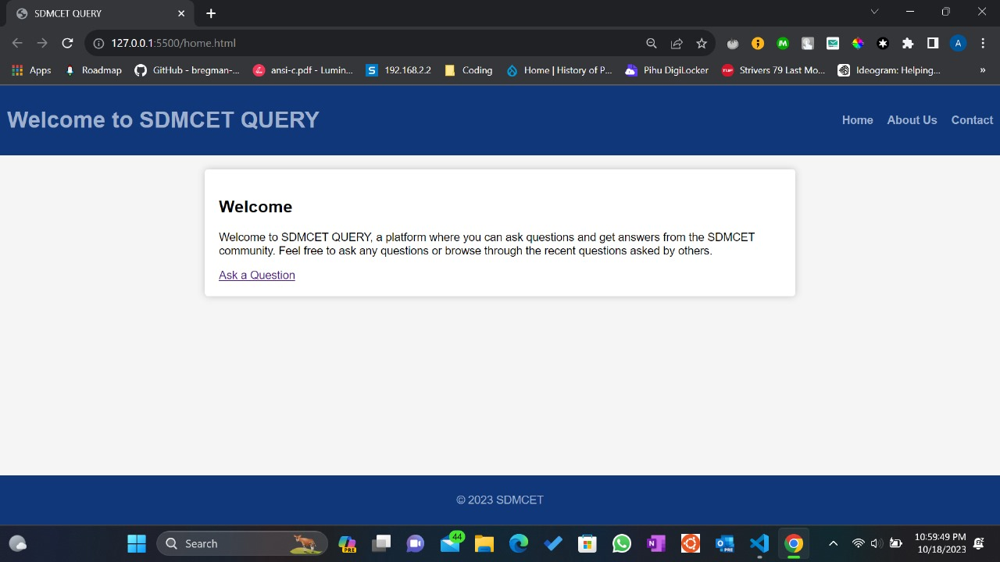 SDMCET QUERY
127.0.0.1:5500/home.html
A
Apps
Roadmap
GitHub - bregman-...
ansi-c.pdf - Lumin...
S
192.168.2.2
Coding
Home | History of P...
Pihu DigiLocker
TUF
Strivers 79 Last Mo...
Ideogram: Helping...
»
Welcome to SDMCET QUERY
Home
About Us
Contact
Welcome
Welcome to SDMCET QUERY, a platform where you can ask questions and get answers from the SDMCET
community. Feel free to ask any questions or browse through the recent questions asked by others.
Ask a Question
© 2023 SDMCET
Search
PRE
44
N
PRE
10:59:49 PM
10/18/2023